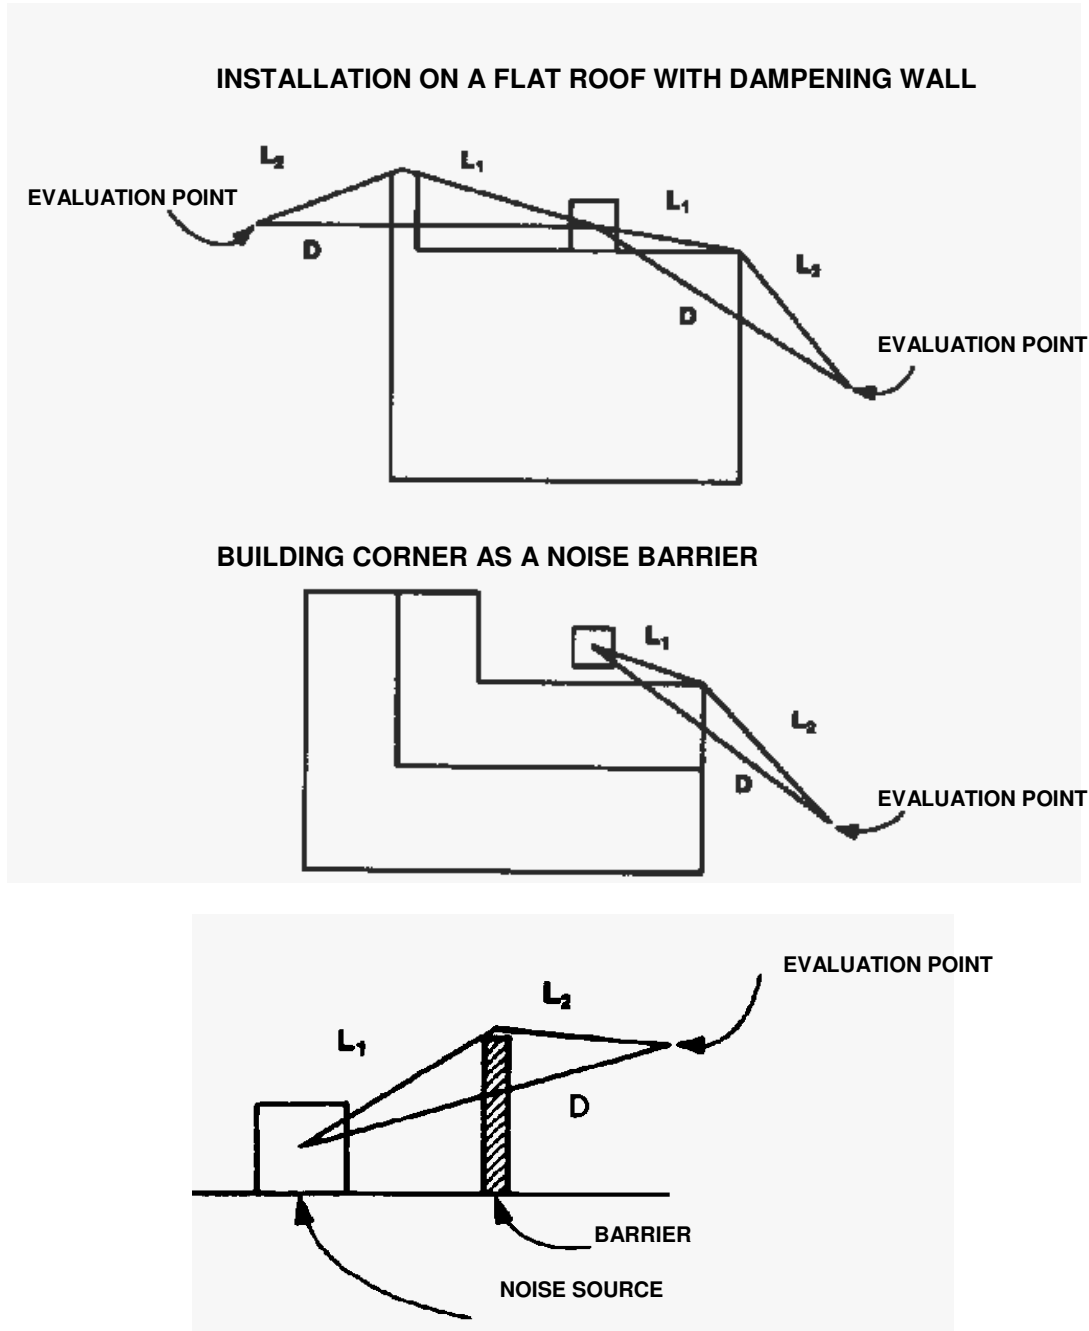 INSTALLATION ON A FLAT ROOF WITH DAMPENING WALL
L₂
L₁
EVALUATION POINT
L₁
D
L₂
D
EVALUATION POINT
BUILDING CORNER AS A NOISE BARRIER
L₁
L₂
D
EVALUATION POINT
EVALUATION POINT
L₂
L₁
D
BARRIER
NOISE SOURCE